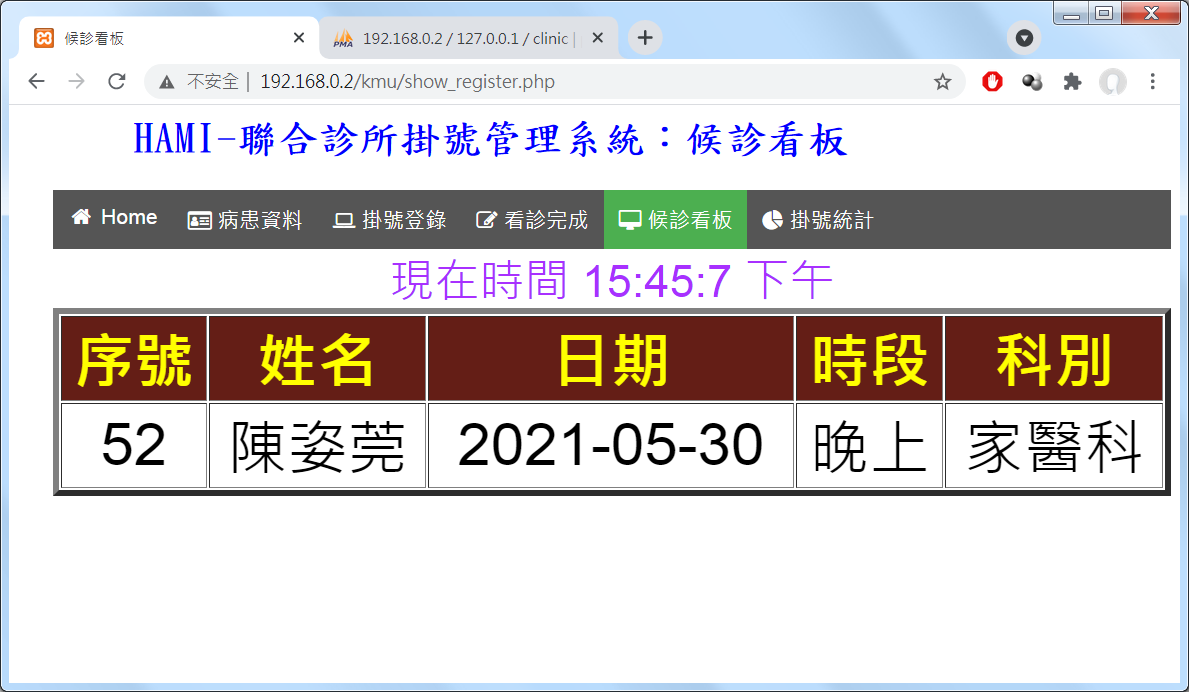 候診看板
PMA 192.168.0.2 / 127.0.0.1 / clinic |
不安全 | 192.168.0.2/kmu/show_register.php
HAMI-聯合診所掛號管理系統：候診看板
Home 病患資料 掛號登錄 看診完成 候診看板 掛號統計
現在時間 15:45:7 下午
序號 姓名 日期 時段 科別
52 陳姿莞 2021-05-30 晚上 家醫科